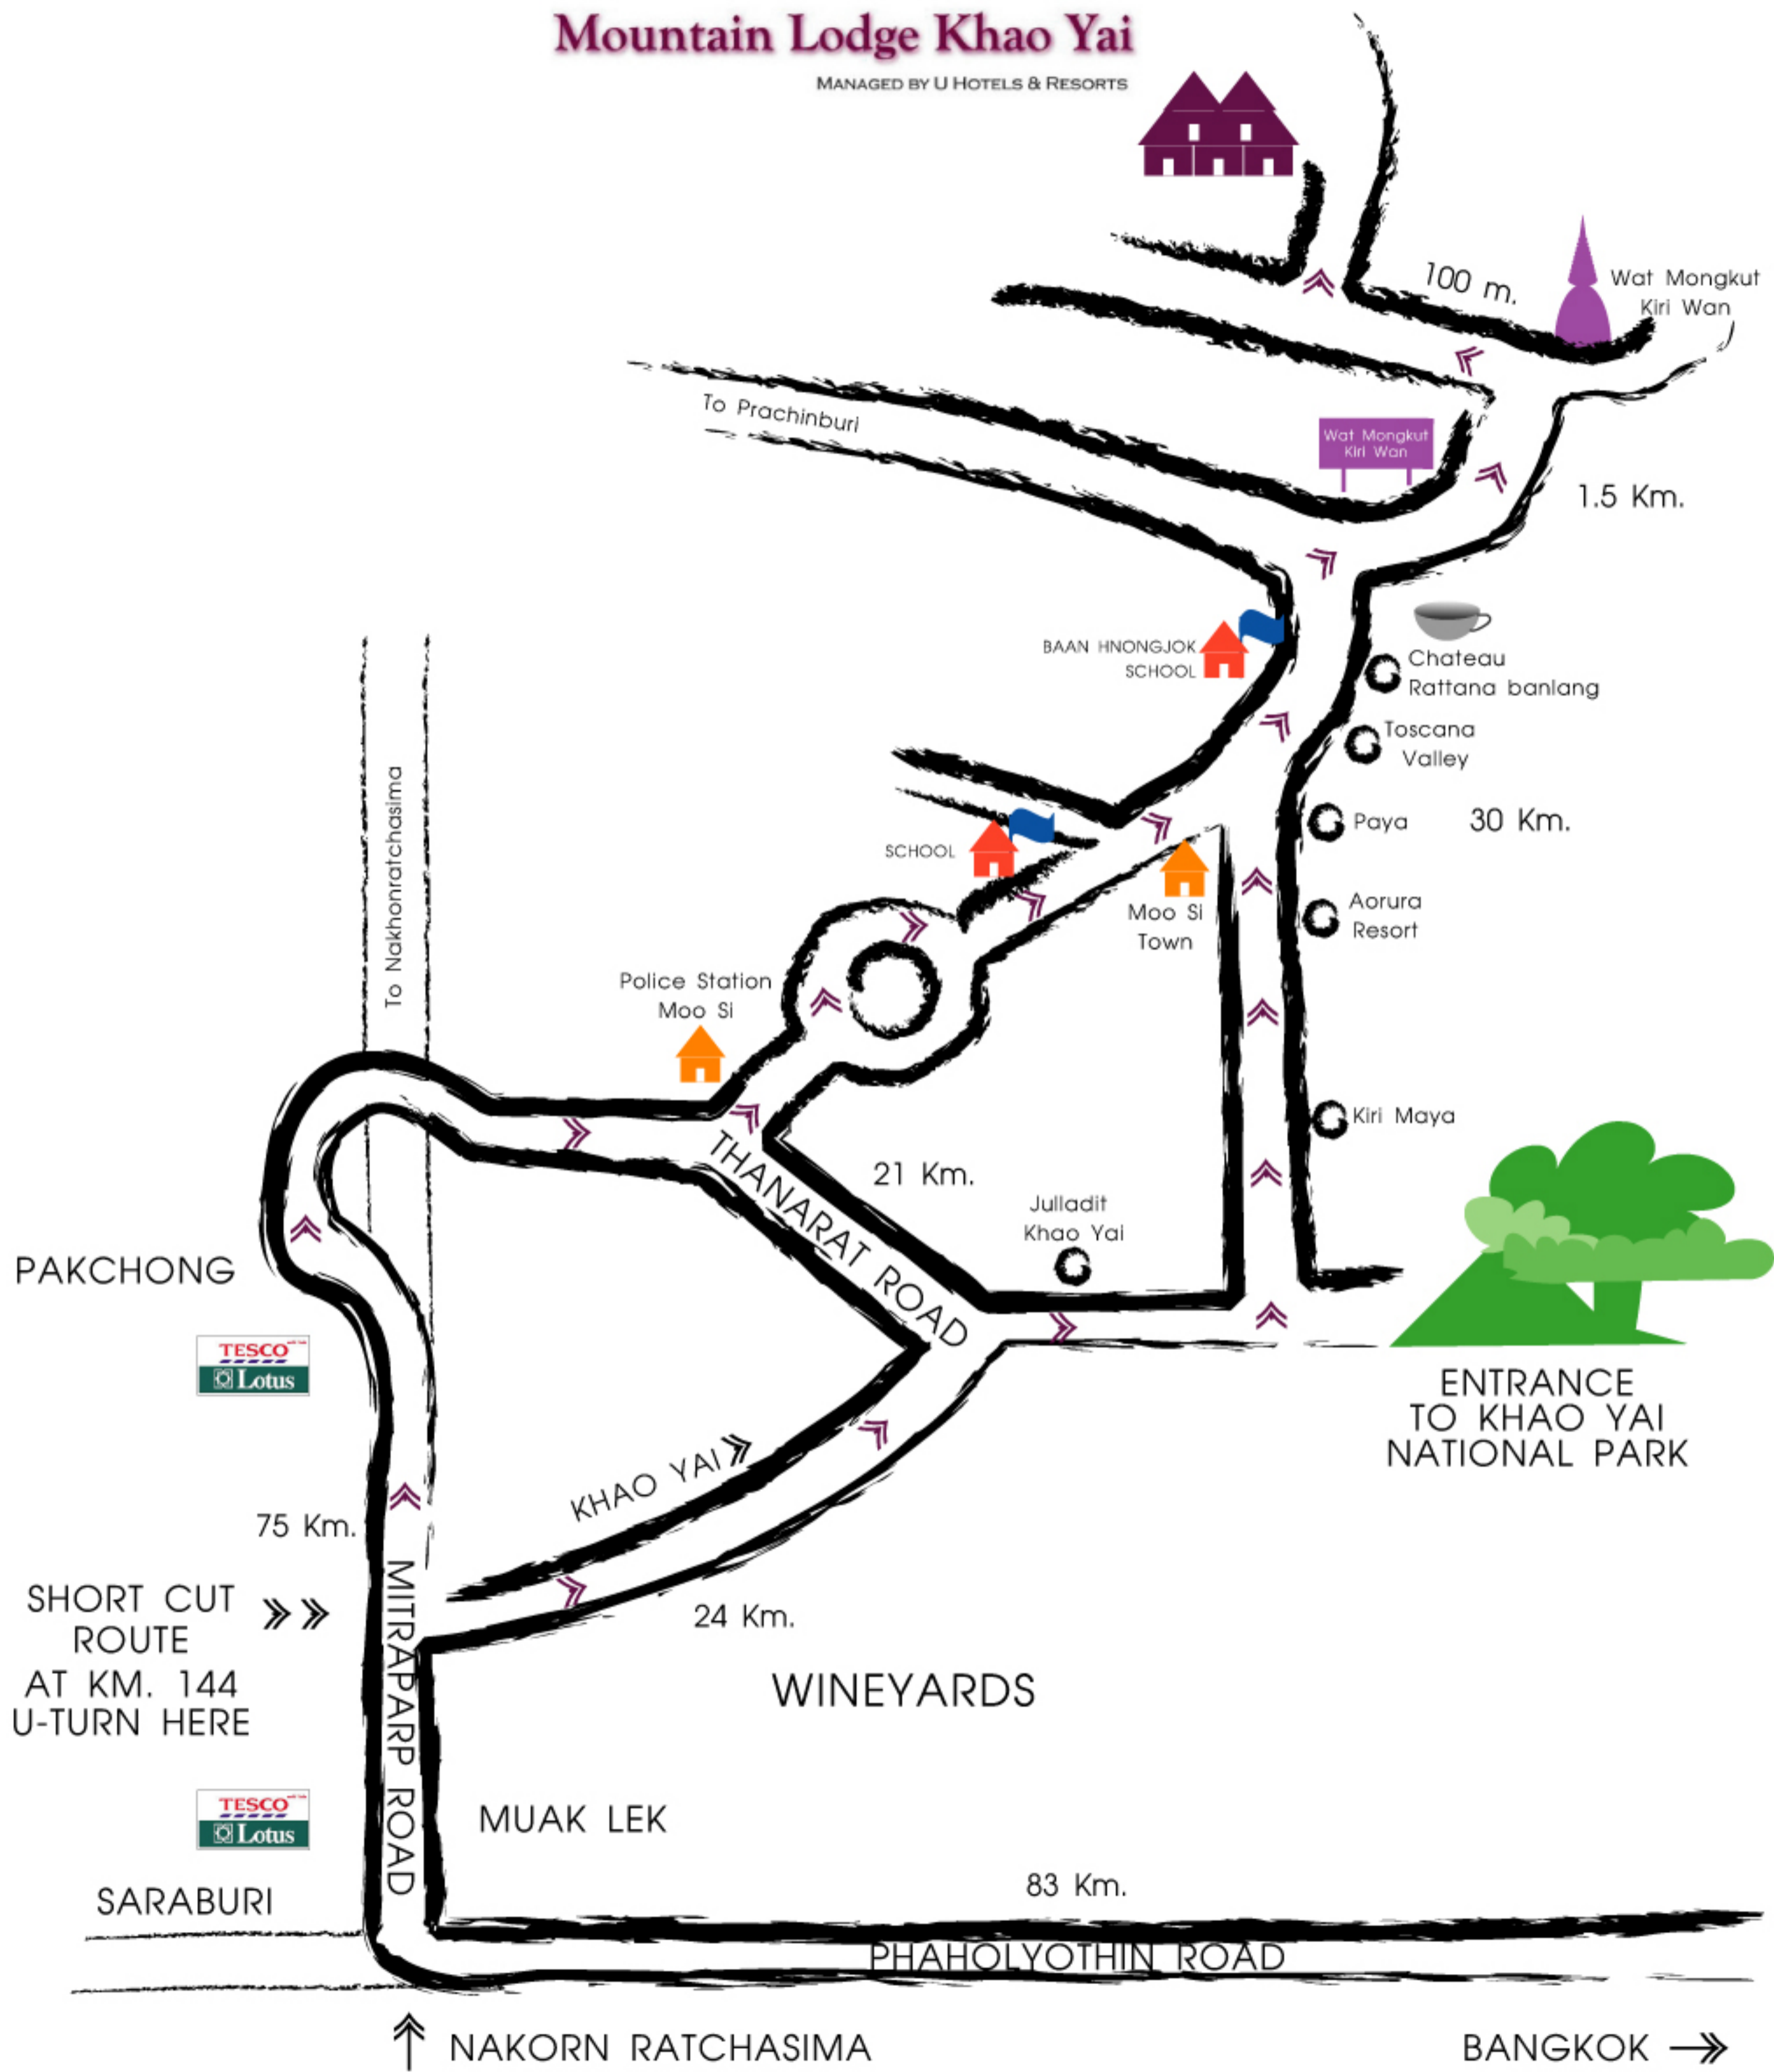 Mountain Lodge Khao Yai
MANAGED BY U HOTELS & RESORTS
100 m.
Wat Mongkut
Kiri Wan
To Prachinburi
Wat Mongkut
Kiri Wan
1.5 Km.
BAAN HNONGJOK
SCHOOL
Chateau
Rattana banlang
Toscana
Valley
Paya
30 Km.
To Nakhonratchasima
SCHOOL
Moo Si
Town
Aorura
Resort
Police Station
Moo Si
Kiri Maya
THANARAT ROAD
21 Km.
Julladit
Khao Yai
PAKCHONG
TESCO
Lotus
ENTRANCE
TO KHAO YAI
NATIONAL PARK
KHAO YAI
75 Km.
SHORT CUT
ROUTE
AT KM. 144
U-TURN HERE
MITRAPARP ROAD
24 Km.
WINEYARDS
TESCO
Lotus
MUAK LEK
SARABURI
83 Km.
PHAHOLYOTHIN ROAD
NAKORN RATCHASIMA
BANGKOK